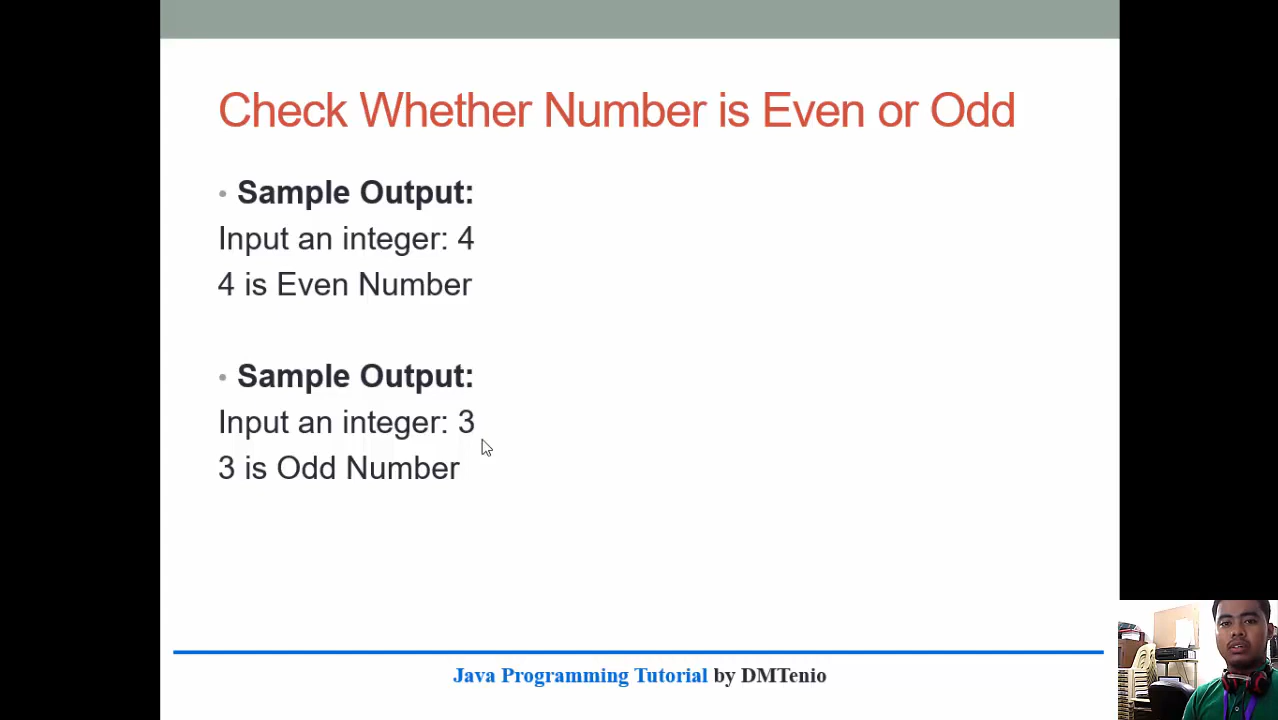 Check Whether Number is Even or Odd
• Sample Output:
Input an integer: 4
4 is Even Number
• Sample Output:
Input an integer: 3
3 is Odd Number
Java Programming Tutorial by DMTenio